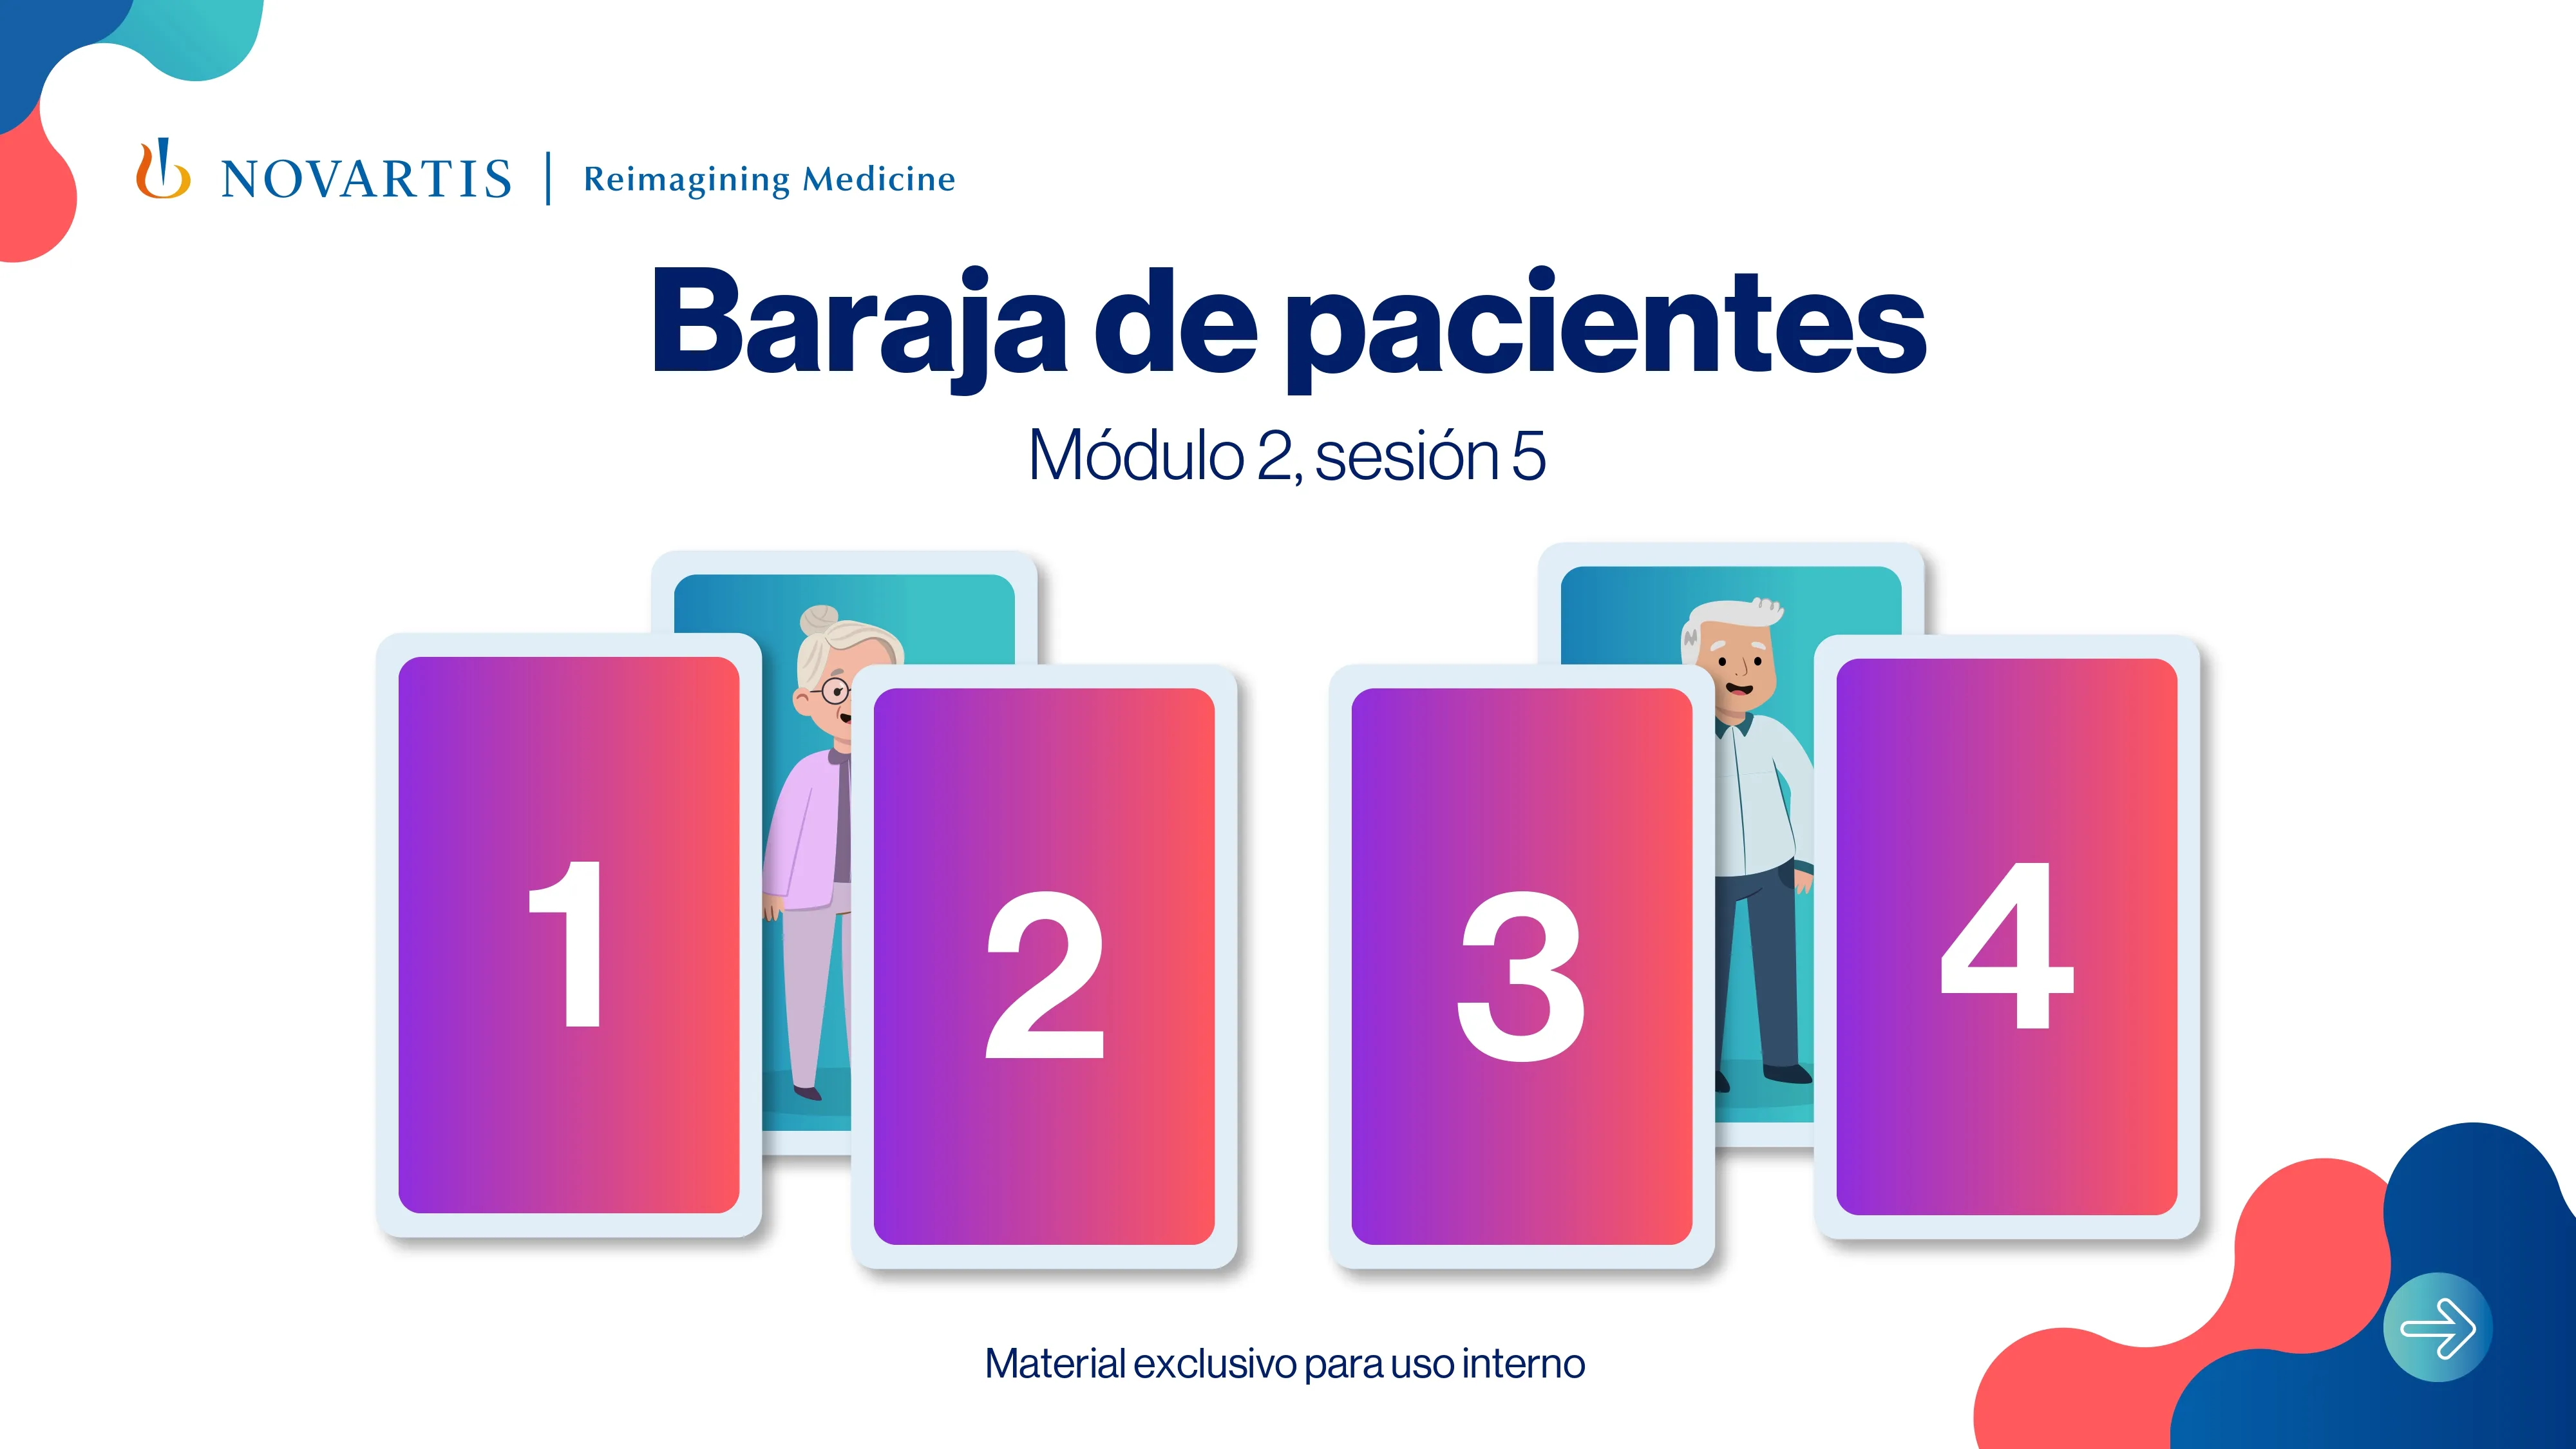 NOVARTIS | Reimagining Medicine
Baraja de pacientes
Módulo 2, sesión 5
1
2
3
4
Material exclusivo para uso interno